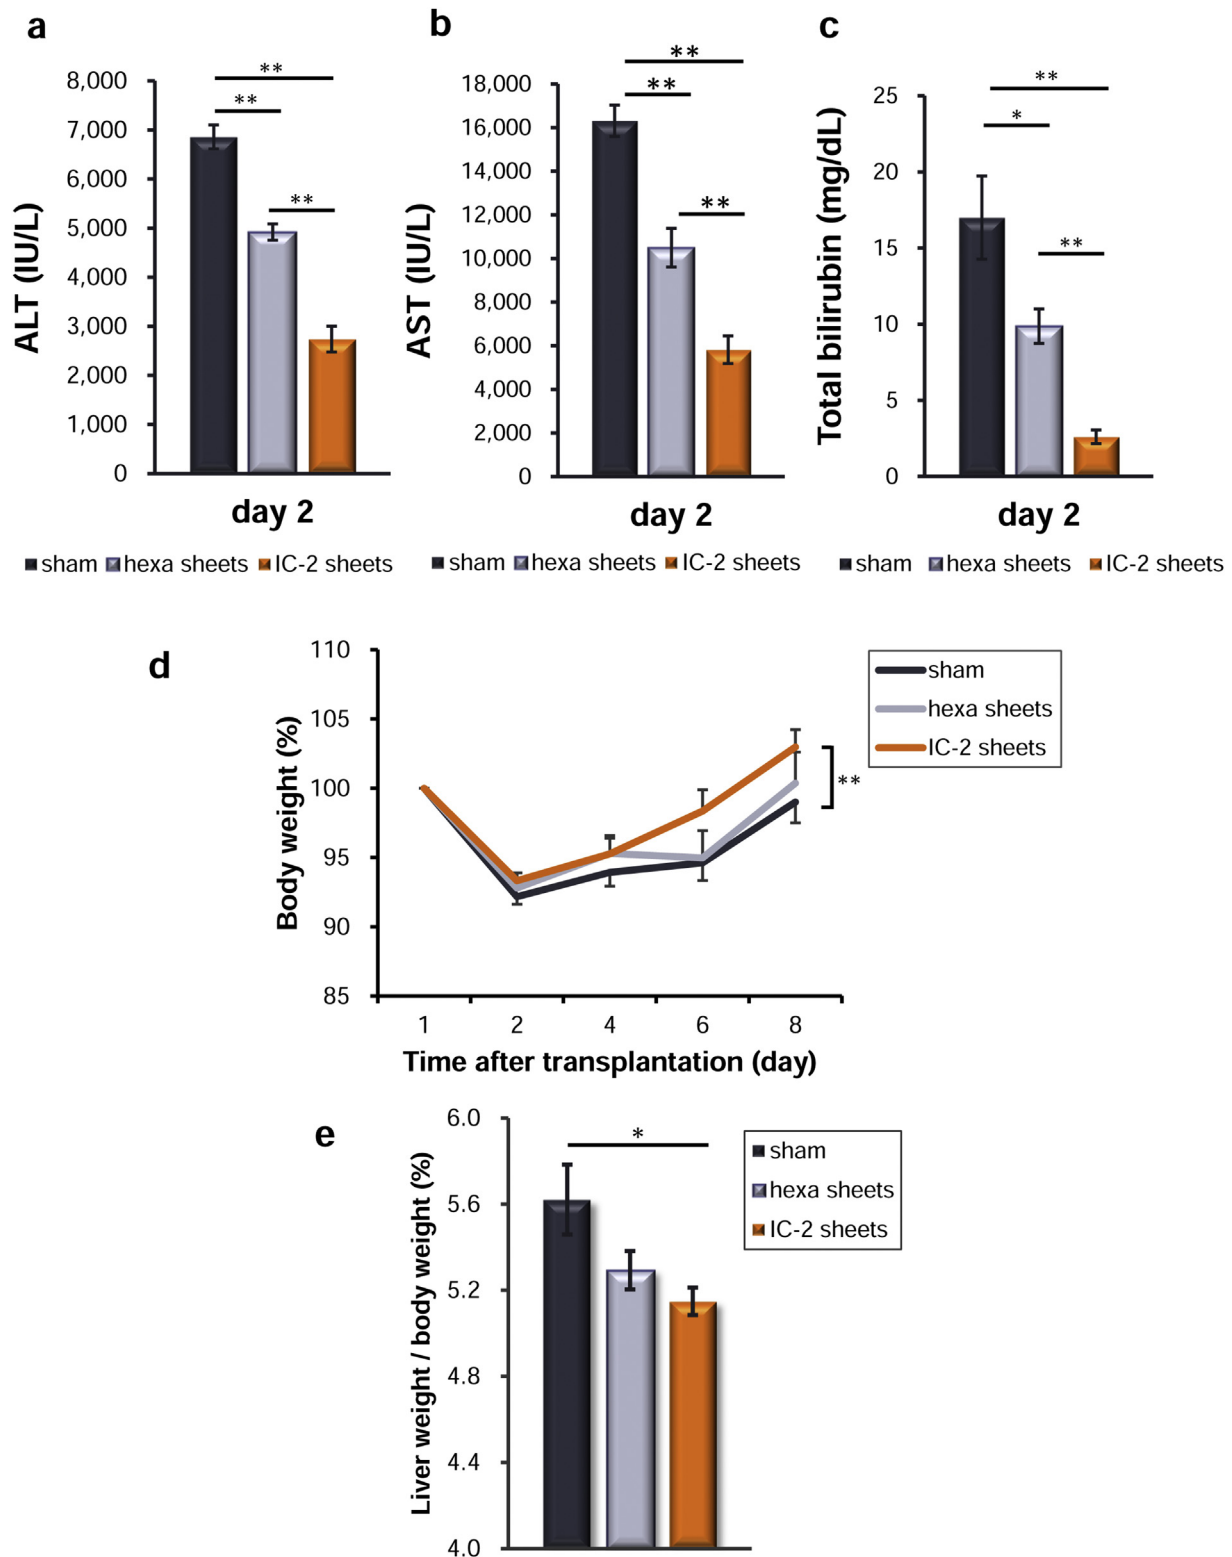 a
**
**
**
8,000
7,000
6,000
5,000
4,000
3,000
2,000
1,000
0
ALT (IU/L)
day 2
sham hexa sheets IC-2 sheets
b
**
**
**
18,000
16,000
14,000
12,000
10,000
8,000
6,000
4,000
2,000
0
AST (IU/L)
day 2
sham hexa sheets IC-2 sheets
c
**
*
**
25
20
15
10
5
0
Total bilirubin (mg/dL)
day 2
sham hexa sheets IC-2 sheets
d
110
105
100
95
90
85
Body weight (%)
1 2 4 6 8
Time after transplantation (day)
**
sham
hexa sheets
IC-2 sheets
e
6.0
5.6
5.2
4.8
4.4
4.0
Liver weight / body weight (%)
*
sham
hexa sheets
IC-2 sheets